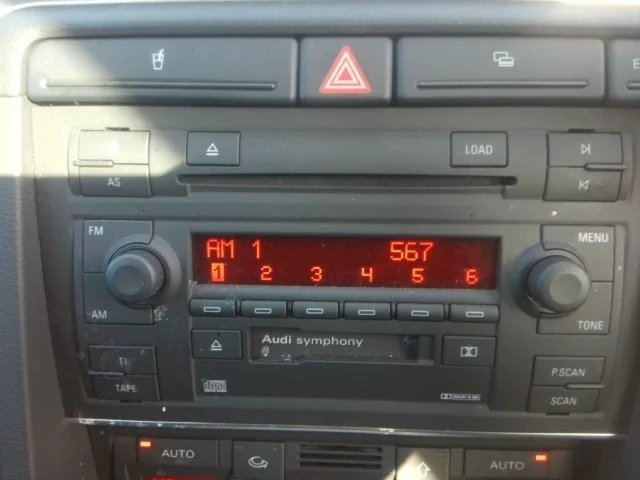 E
LOAD
AS
FM
MENU
AM 1 567
1 2 3 4 5 6
AM
TONE
Audi symphony
TI
TAPE
P.SCAN
SCAN
AUTO
AUTO